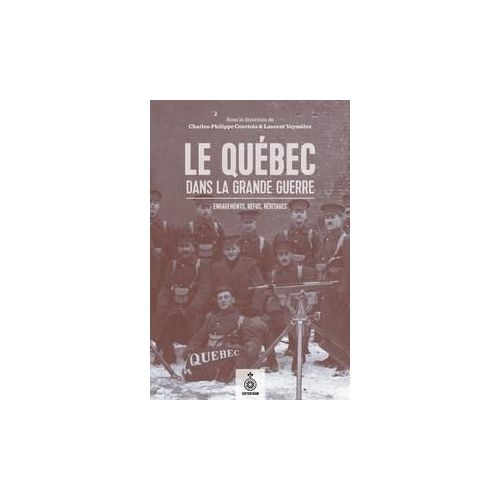 Sous la direction de
Charles-Philippe Courtois & Laurent Veyssière
LE QUÉBEC
DANS LA GRANDE GUERRE
ENGAGEMENTS, REFUS, HÉRITAGES
QUEBEC
SEPTENTRION